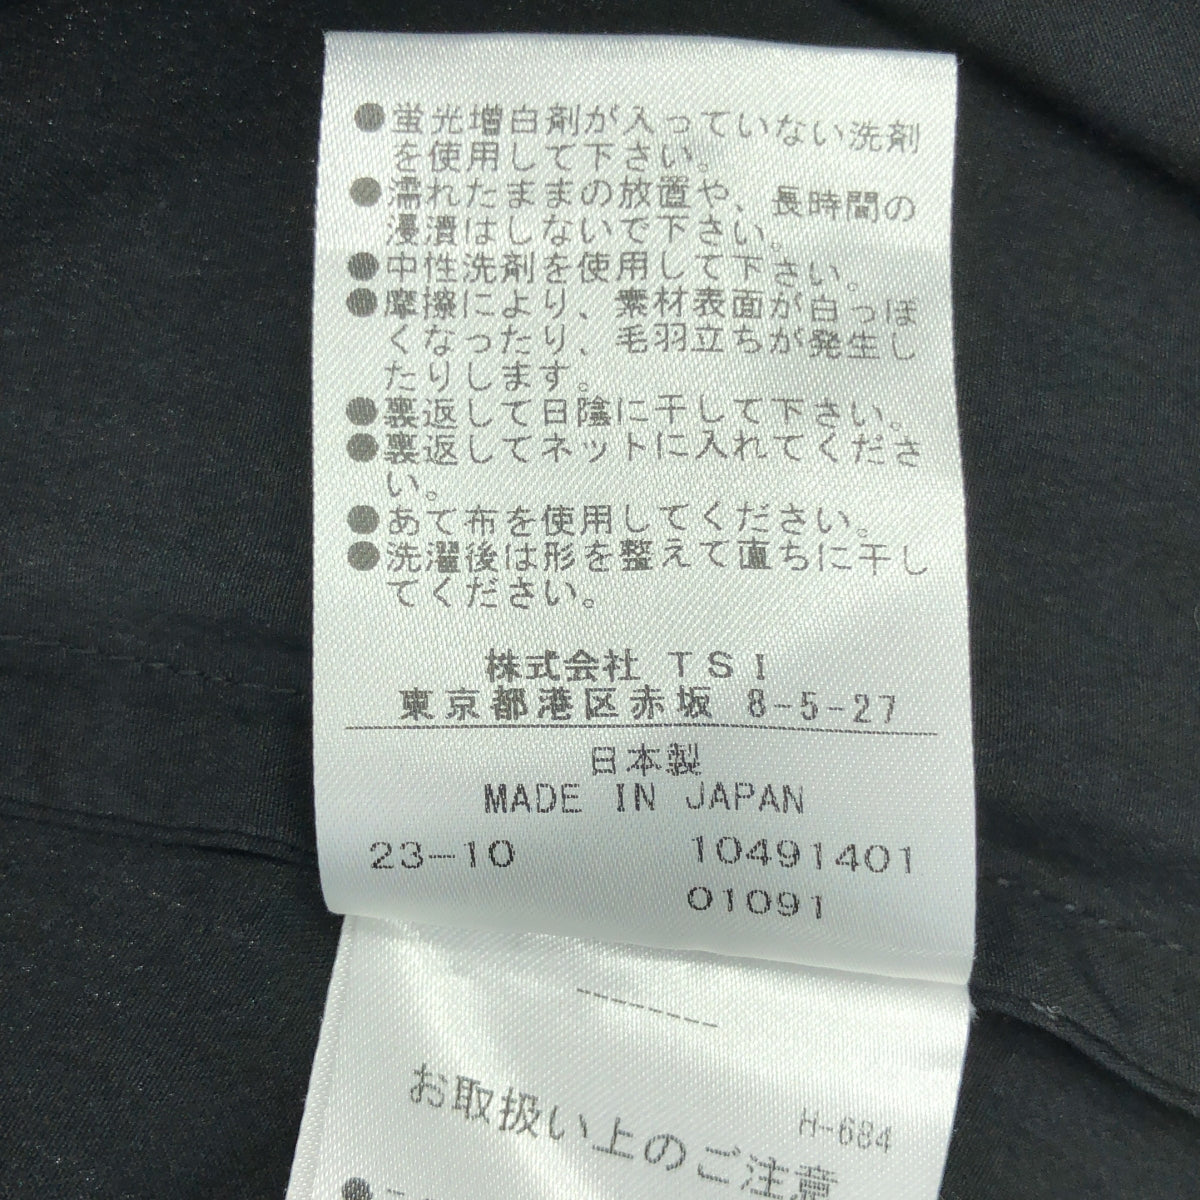 ●蛍光増白剤が入っていない洗剤
を使用して下さい。
●濡れたままの放置や、長時間の
浸漬はしないで下さい。
●中性洗剤を使用して下さい。
●摩擦により、素材表面が白っぽ
くなったり、毛羽立ちが発生し
たりします。
●裏返して日陰に干して下さい。
●裏返してネットに入れてくださ
い。
●あて布を使用してください。
●洗濯後は形を整えて直ちに干し
てください。
株式会社 TSI
東京都港区赤坂 8-5-27
日本製
MADE IN JAPAN
23-10 10491401
01091
--------
H-684
お取扱い上のご注意